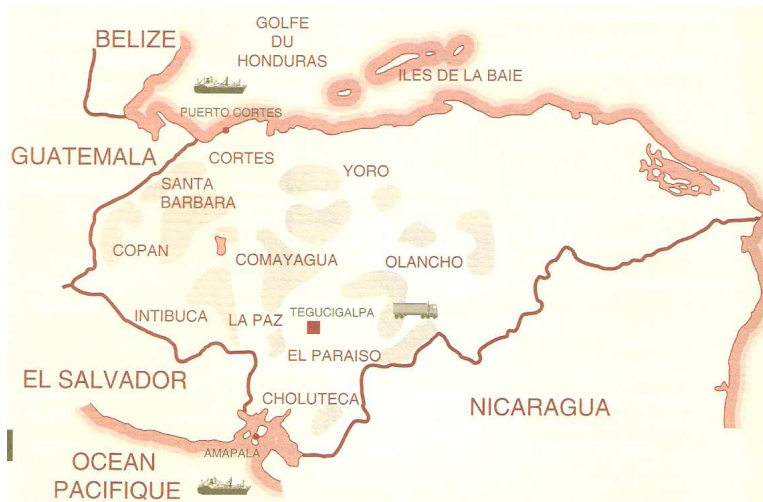 BELIZE
GOLFE
DU
HONDURAS
ILES DE LA BAIE
PUERTO CORTES
GUATEMALA
CORTES
YORO
SANTA
BARBARA
COPAN
COMAYAGUA
OLANCHO
INTIBUCA
LA PAZ
TEGUCIGALPA
EL PARAISO
EL SALVADOR
CHOLUTECA
NICARAGUA
AMAPALA
OCEAN
PACIFIQUE